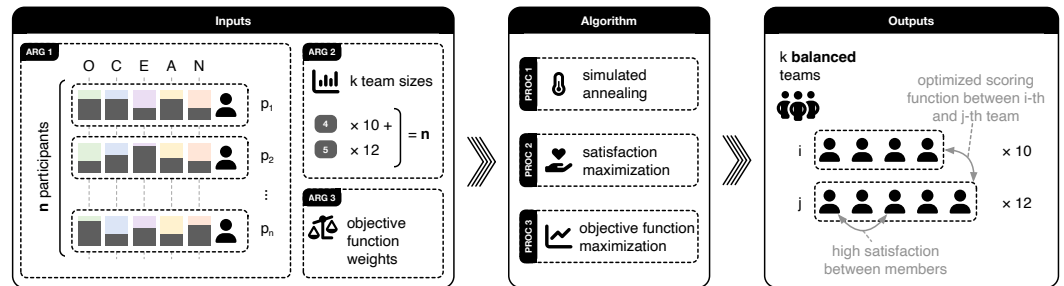 Inputs
ARG 1
O C E A N
n participants
p1
p2
⋮
pn
ARG 2
k team sizes
4 × 10 +
5 × 12
= n
ARG 3
objective
function
weights
Algorithm
PROC 1
simulated
annealing
PROC 2
satisfaction
maximization
PROC 3
objective function
maximization
Outputs
k balanced
teams
optimized scoring
function between i-th
and j-th team
i
× 10
j
× 12
high satisfaction
between members